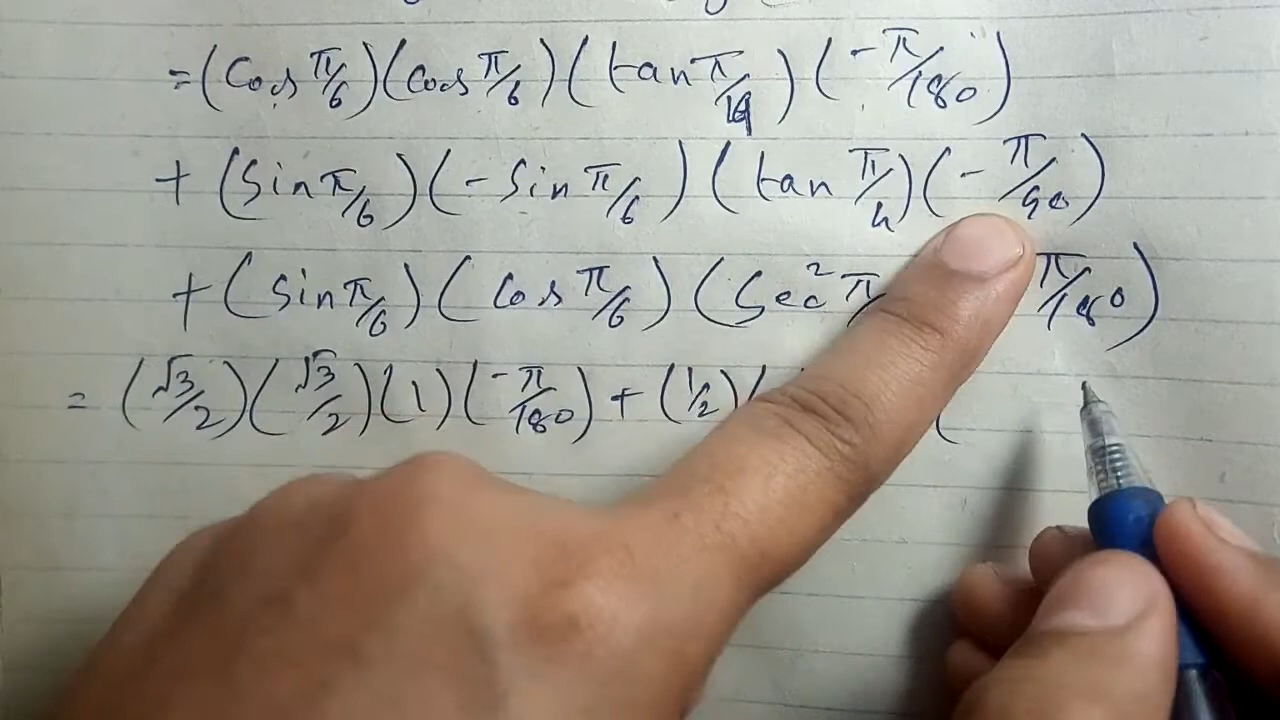 = (Cos π/6) (Cos π/6) (tan π/4) (-π/180)
+ (Sin π/6) (-Sin π/6) (tan π/4) (-π/90)
+ (Sin π/6) (Cos π/6) (Sec² π/ π/180)
= (√3/2) (√3/2) (1) (-π/180) + (1/2) ( (